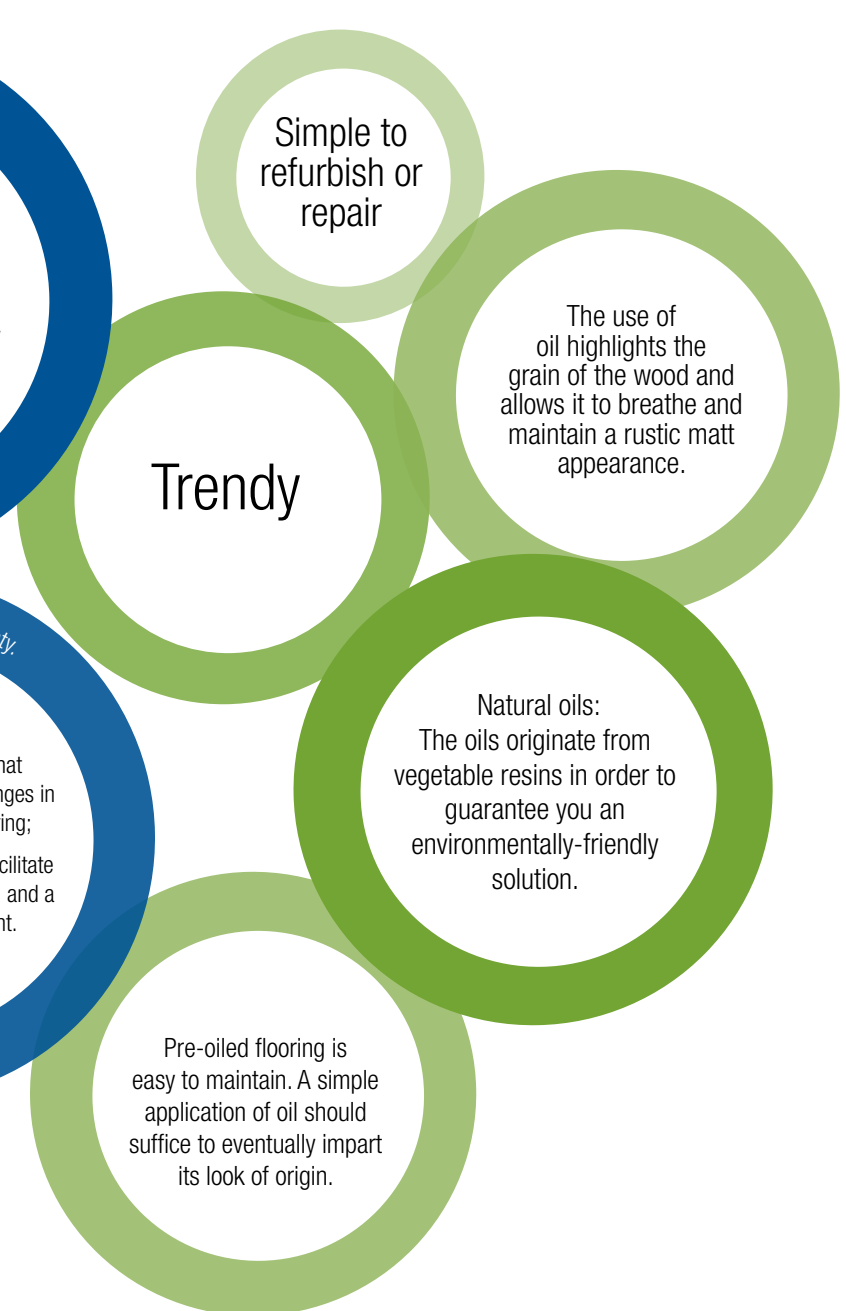 Simple to
refurbish or
repair
The use of
oil highlights the
grain of the wood and
allows it to breathe and
maintain a rustic matt
appearance.
Trendy
Natural oils:
The oils originate from
vegetable resins in order to
guarantee you an
environmentally-friendly
solution.
in
and a
Pre-oiled flooring is
easy to maintain. A simple
application of oil should
suffice to eventually impart
its look of origin.